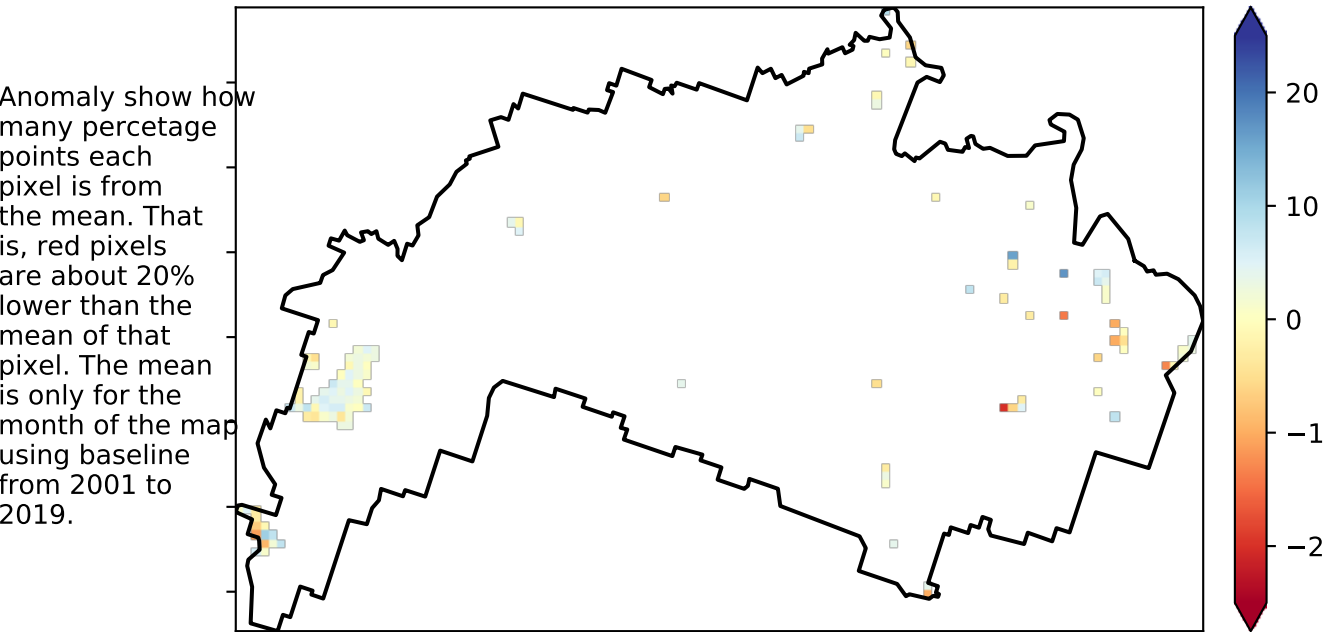 Anomaly show how
many percetage
points each
pixel is from
the mean. That
is, red pixels
are about 20%
lower than the
mean of that
pixel. The mean
is only for the
month of the map
using baseline
from 2001 to
2019.
20
10
0
−1
−2